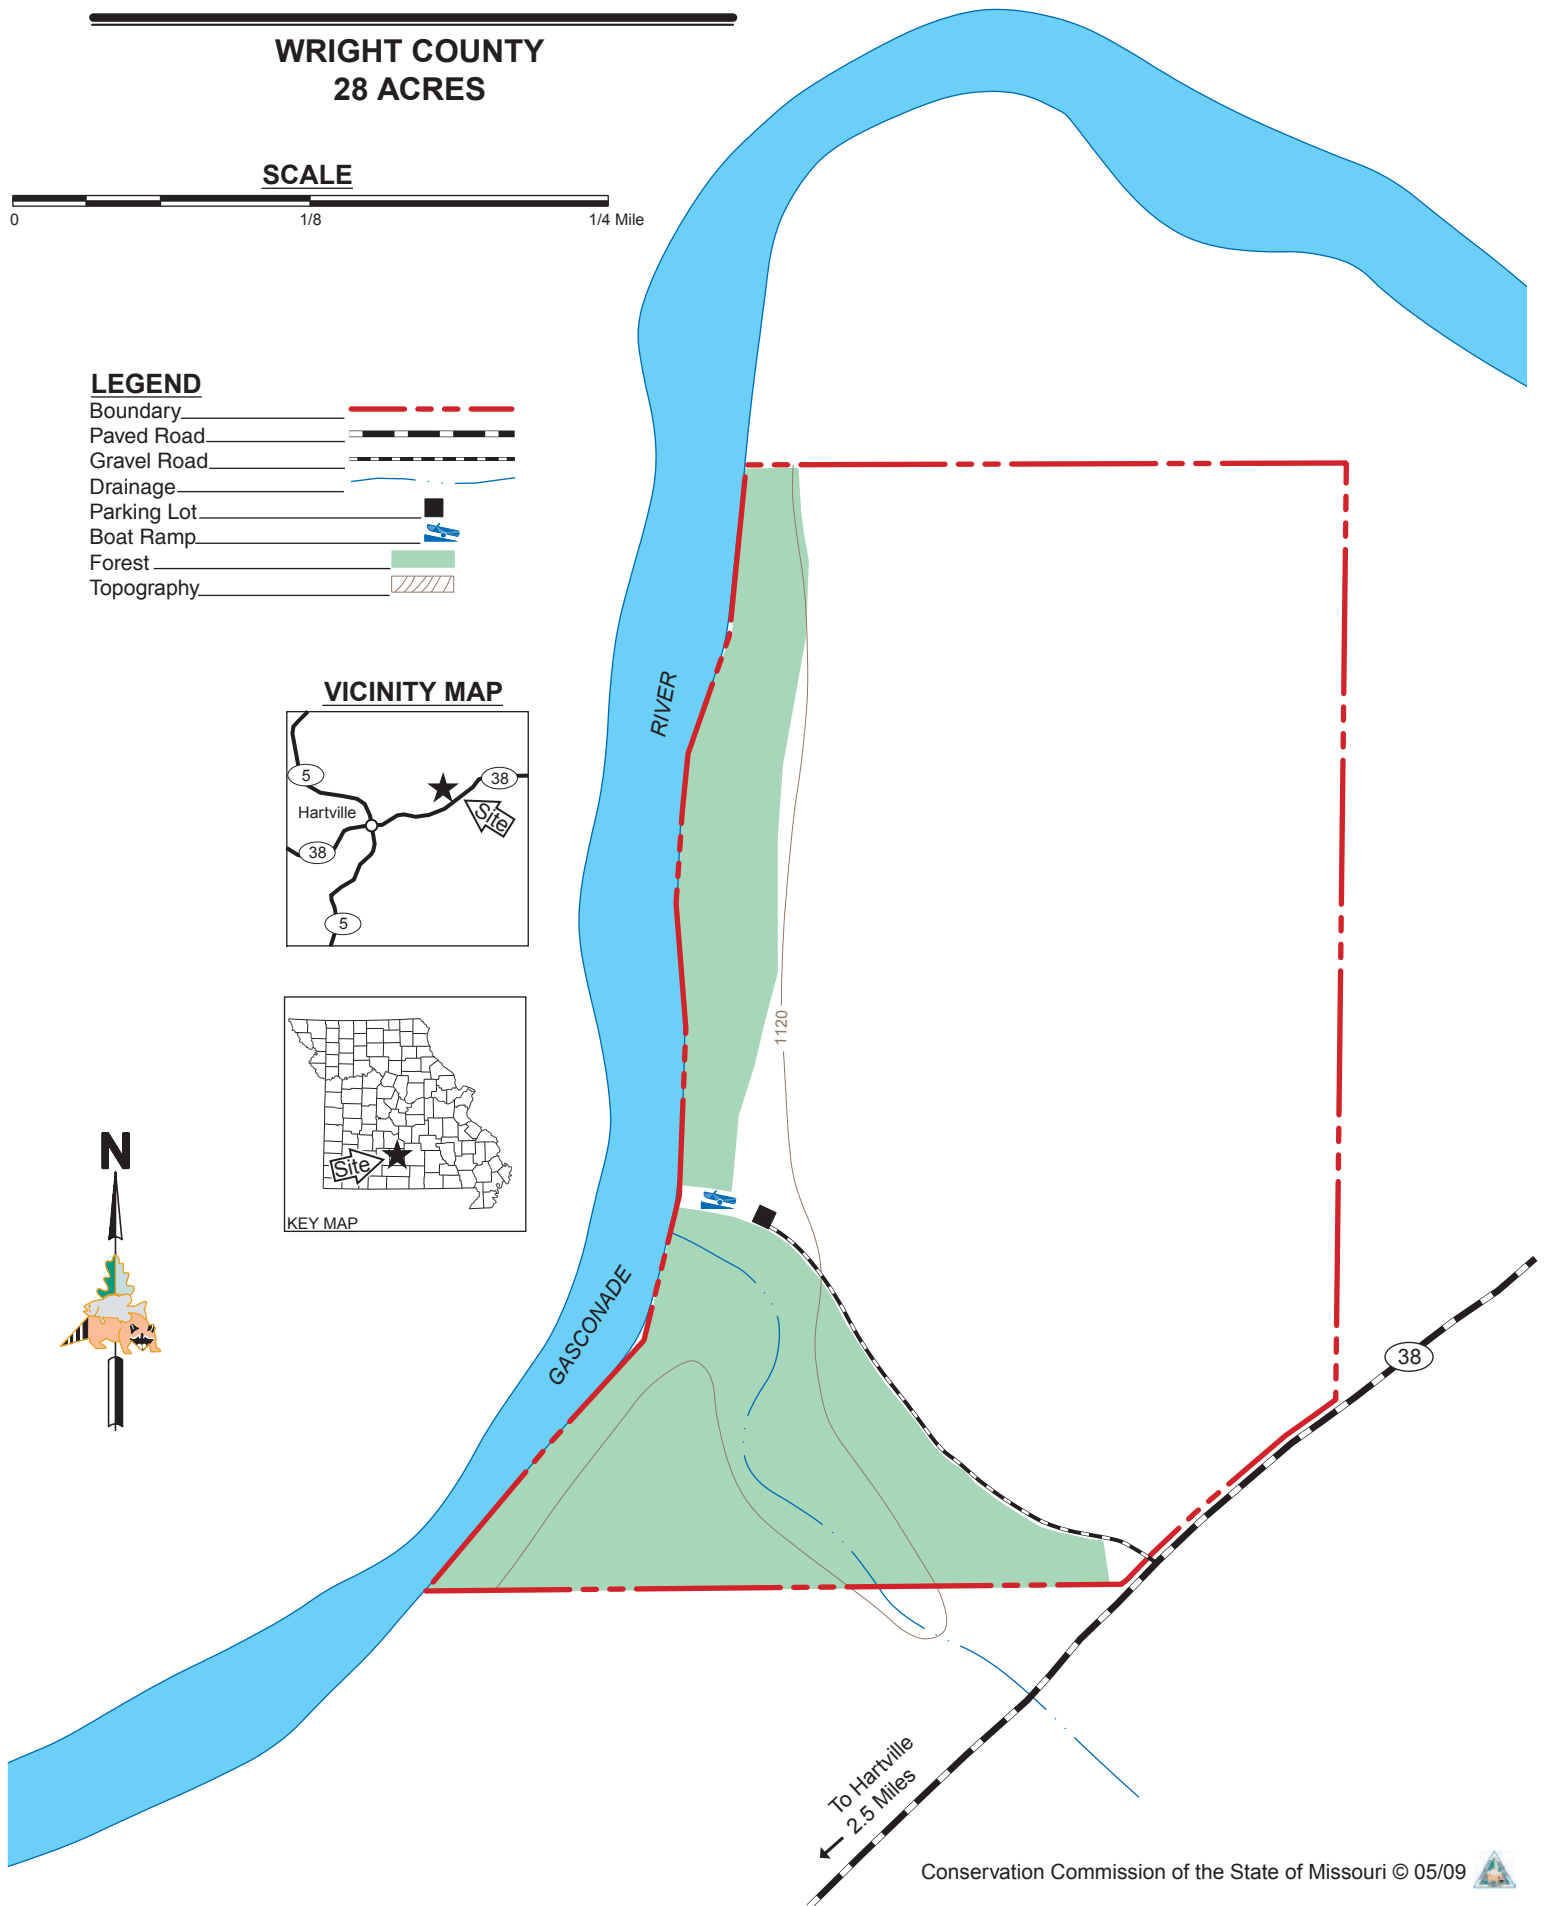 WRIGHT COUNTY
28 ACRES
SCALE
0 1/8 1/4 Mile
LEGEND
Boundary
Paved Road
Gravel Road
Drainage
Parking Lot
Boat Ramp
Forest
Topography
VICINITY MAP
5
38
Hartville
Site
38
5
RIVER
1120
Site
KEY MAP
N
GASCONADE
38
To Hartville
2.5 Miles
Conservation Commission of the State of Missouri © 05/09